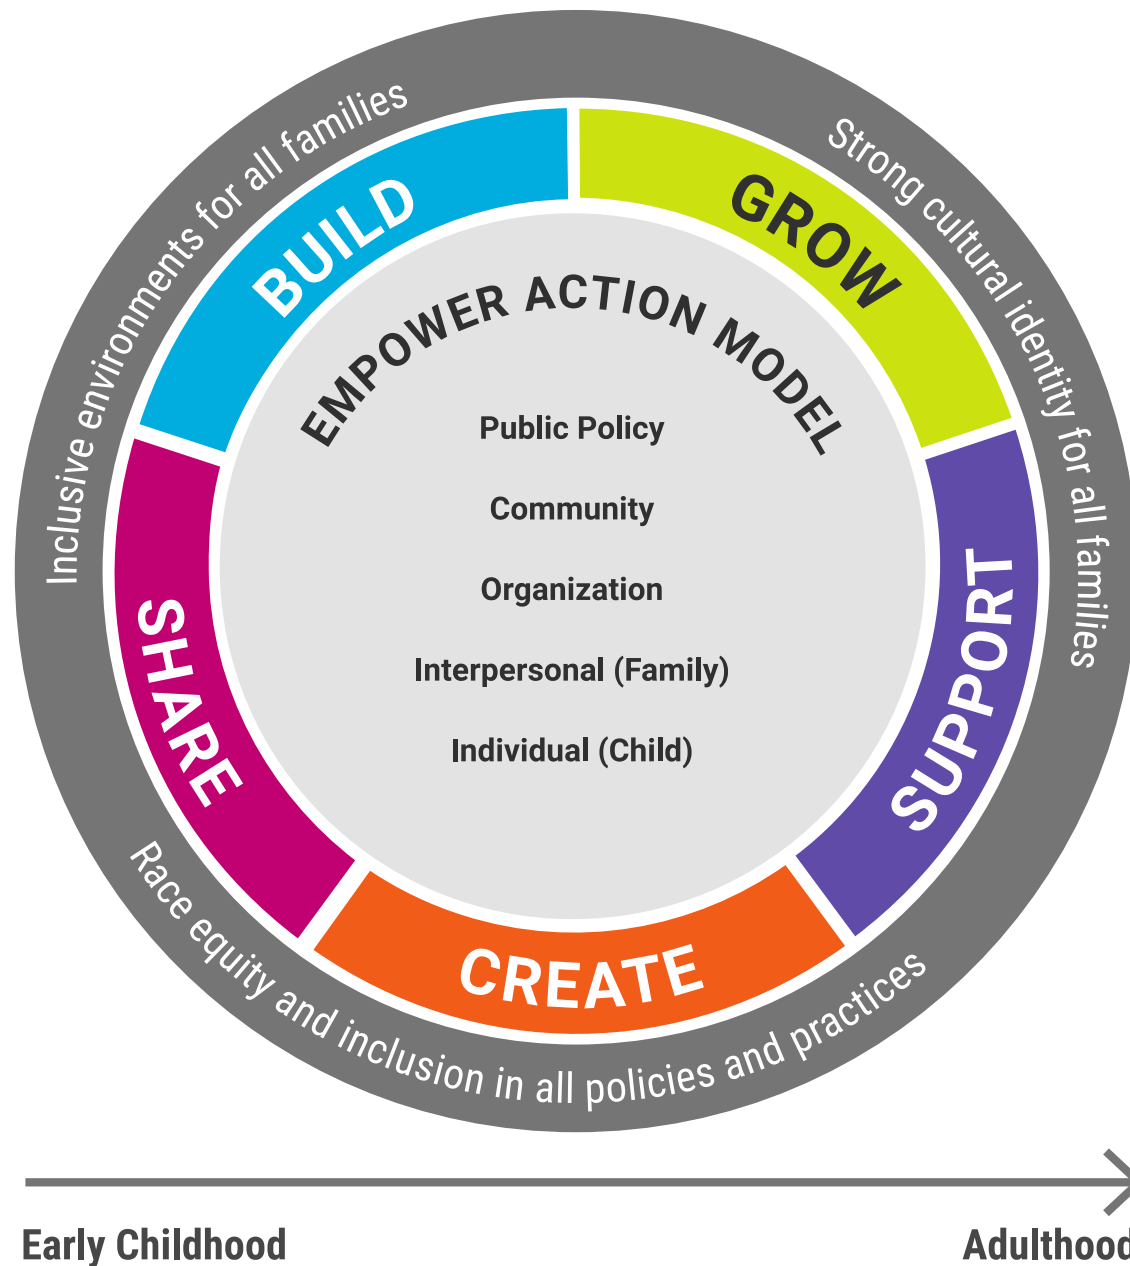 Inclusive environments for all families
Strong cultural identity for all families
BUILD
GROW
EMPOWER ACTION MODEL
Public Policy
Community
Organization
Interpersonal (Family)
Individual (Child)
SHARE
SUPPORT
CREATE
Race equity and inclusion in all policies and practices
Early Childhood
Adulthood